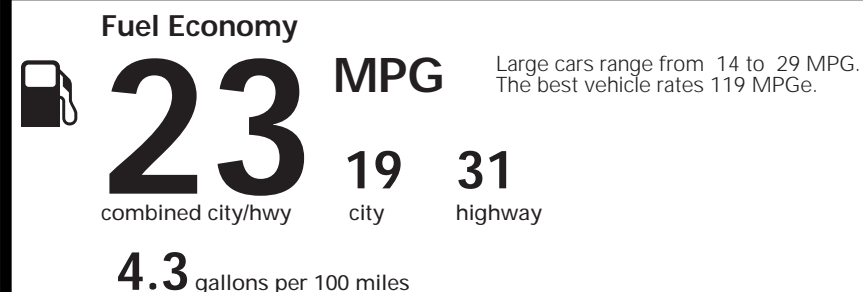 Fuel Economy
23 MPG
Large cars range from 14 to 29 MPG.
The best vehicle rates 119 MPGe.
19 31
combined city/hwy city highway
4.3 gallons per 100 miles